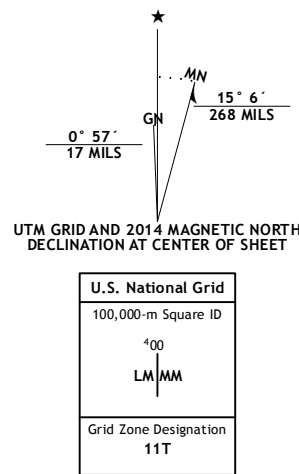 ★
MN
GN
15° 6´
268 MILS
0° 57´
17 MILS
UTM GRID AND 2014 MAGNETIC NORTH
DECLINATION AT CENTER OF SHEET
U.S. National Grid
100,000-m Square ID
⁴00
LM MM
Grid Zone Designation
11T